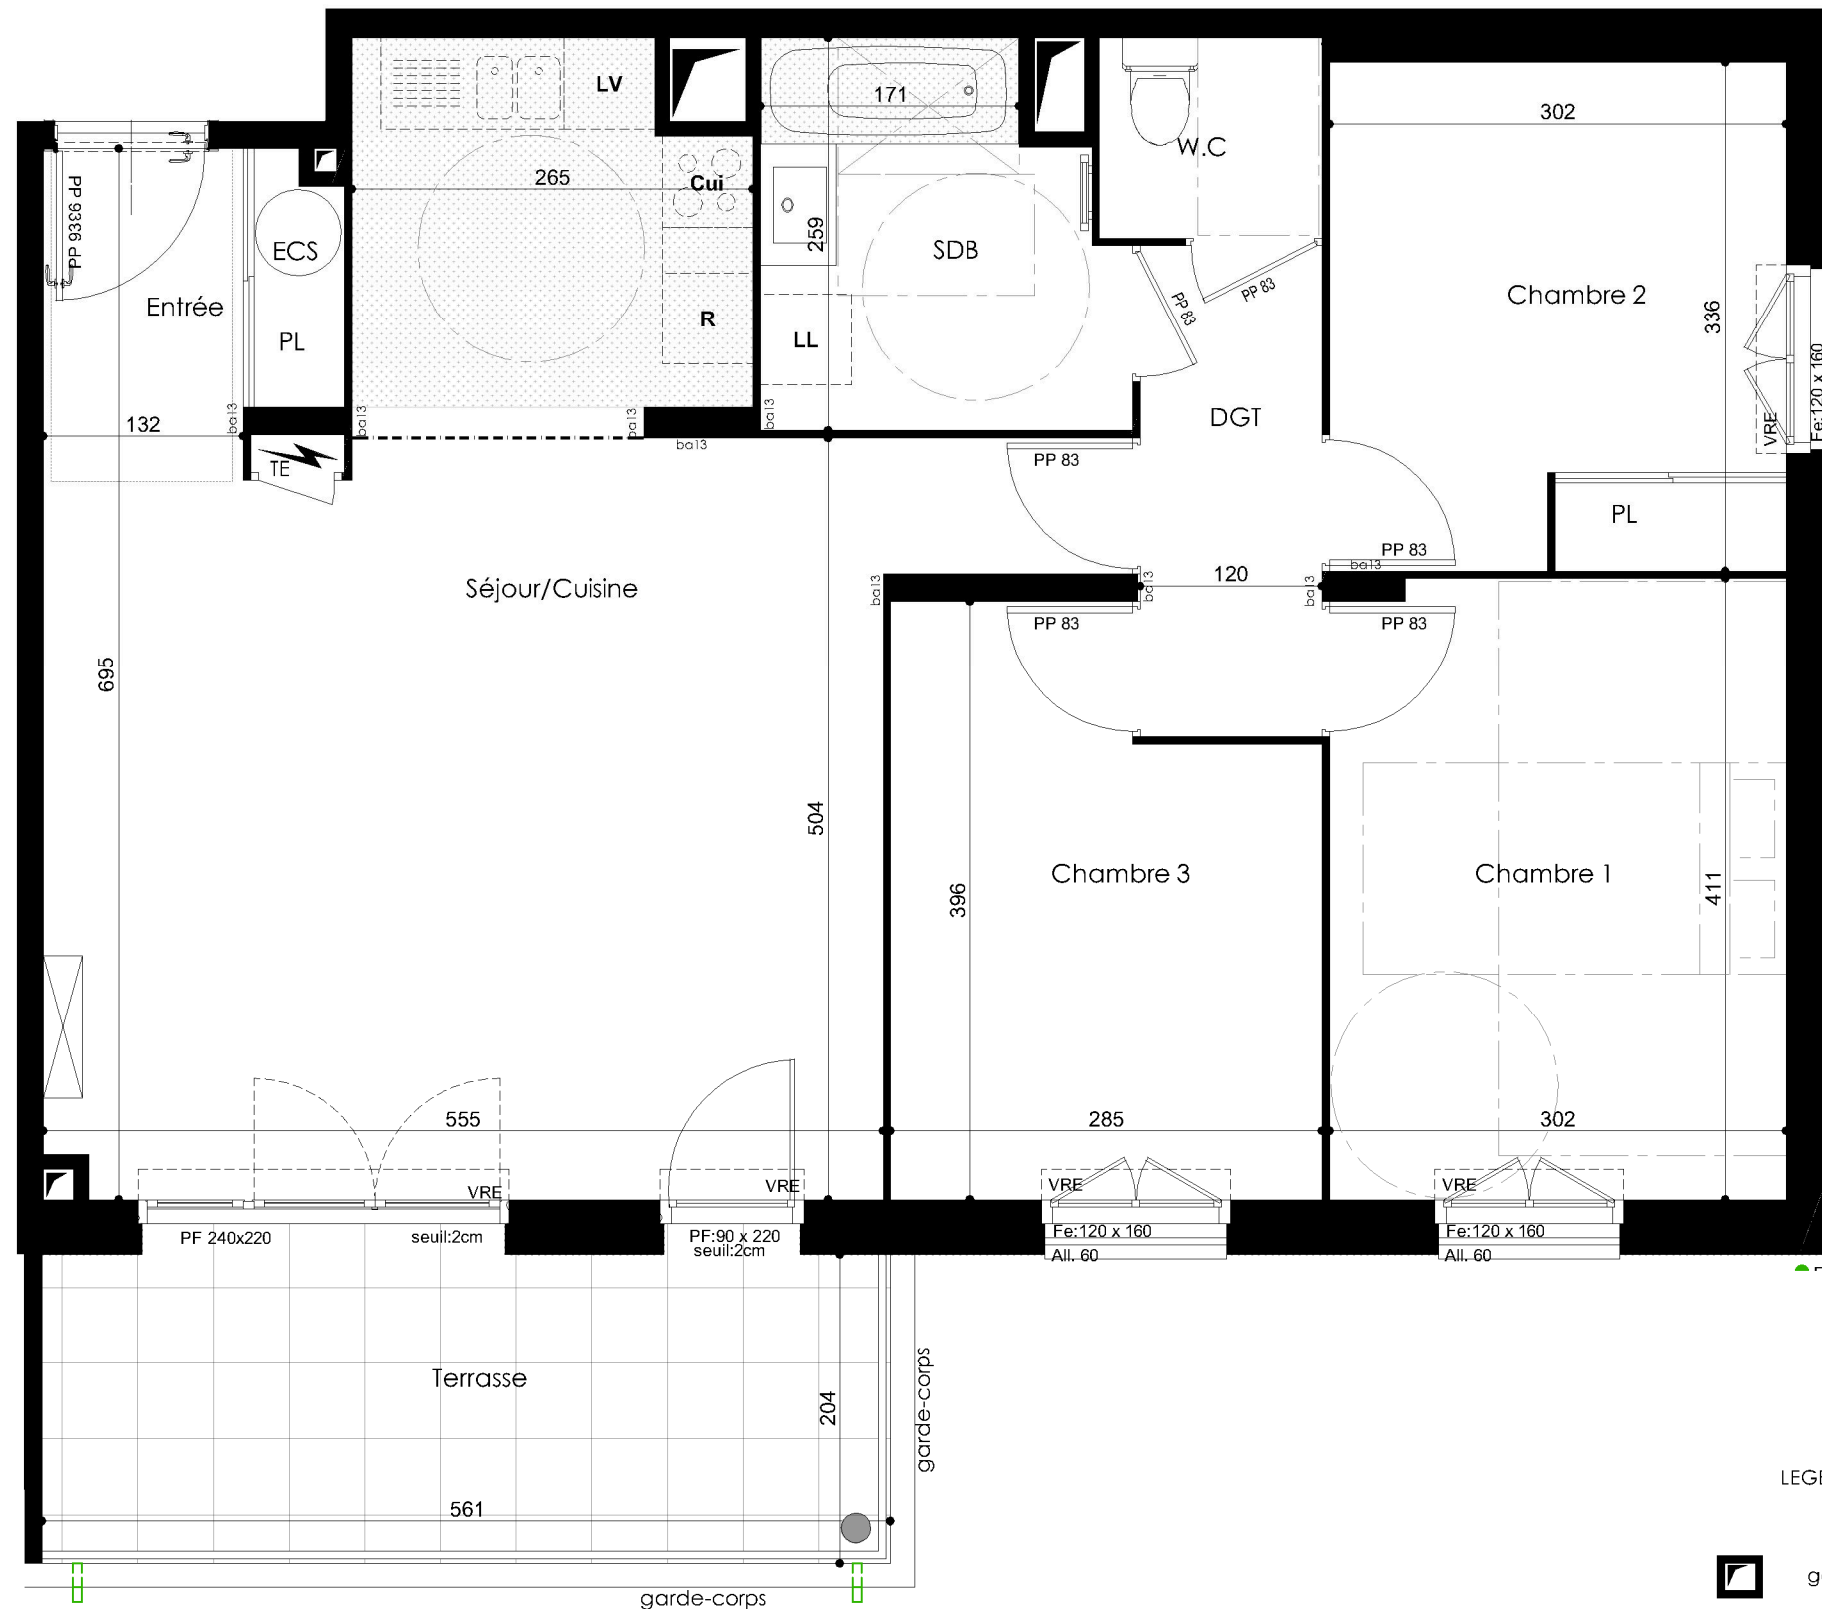 LV
171
302
W.C
PP 9336
265
Cui
259
SDB
ECS
PP 83
PP 83
Entrée
Chambre 2
336
R
LL
PL
Fe:120 x 160
VRE
132
ba13
ba13
ba13
ba13
ba13
DGT
TE
PP 83
PL
PP 83
ba13
Séjour/Cuisine
ba13
ba13
120
ba13
PP 83
PP 83
695
504
396
Chambre 3
Chambre 1
411
555
285
302
VRE
VRE
VRE
VRE
PF 240x220
seuil:2cm
PF:90 x 220
seuil:2cm
Fe:120 x 160
All. 60
Fe:120 x 160
All. 60
Terrasse
204
garde-corps
LEGE
561
garde-corps